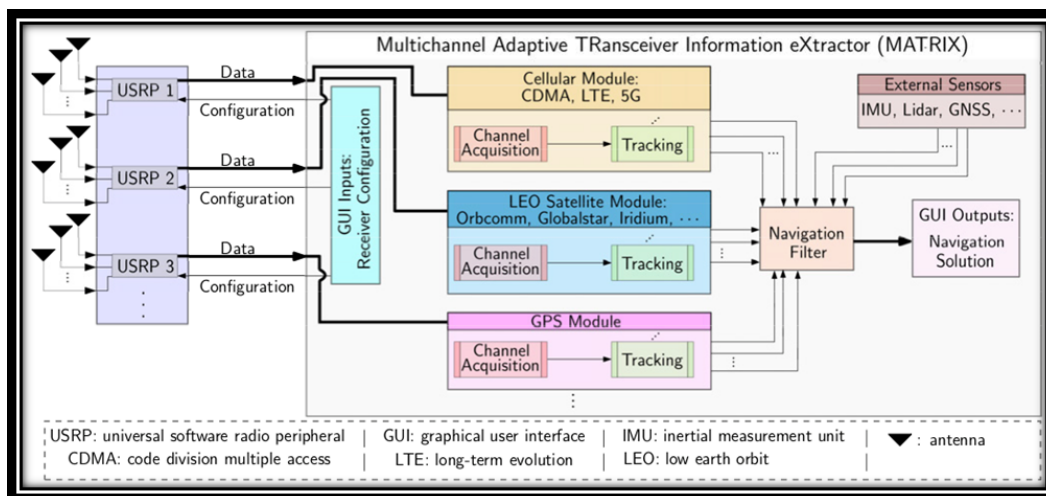 Multichannel Adaptive TRansceiver Information eXtractor (MATRIX)
USRP 1
Data
Configuration
USRP 2
Data
Configuration
USRP 3
Data
Configuration
GUI Inputs:
Receiver Configuration
Cellular Module:
CDMA, LTE, 5G
Channel
Acquisition
Tracking
LEO Satellite Module:
Orbcomm, Globalstar, Iridium, · · ·
Channel
Acquisition
Tracking
GPS Module
Channel
Acquisition
Tracking
External Sensors
IMU, Lidar, GNSS, · · ·
Navigation
Filter
GUI Outputs:
Navigation
Solution
USRP: universal software radio peripheral
GUI: graphical user interface
IMU: inertial measurement unit
: antenna
CDMA: code division multiple access
LTE: long-term evolution
LEO: low earth orbit